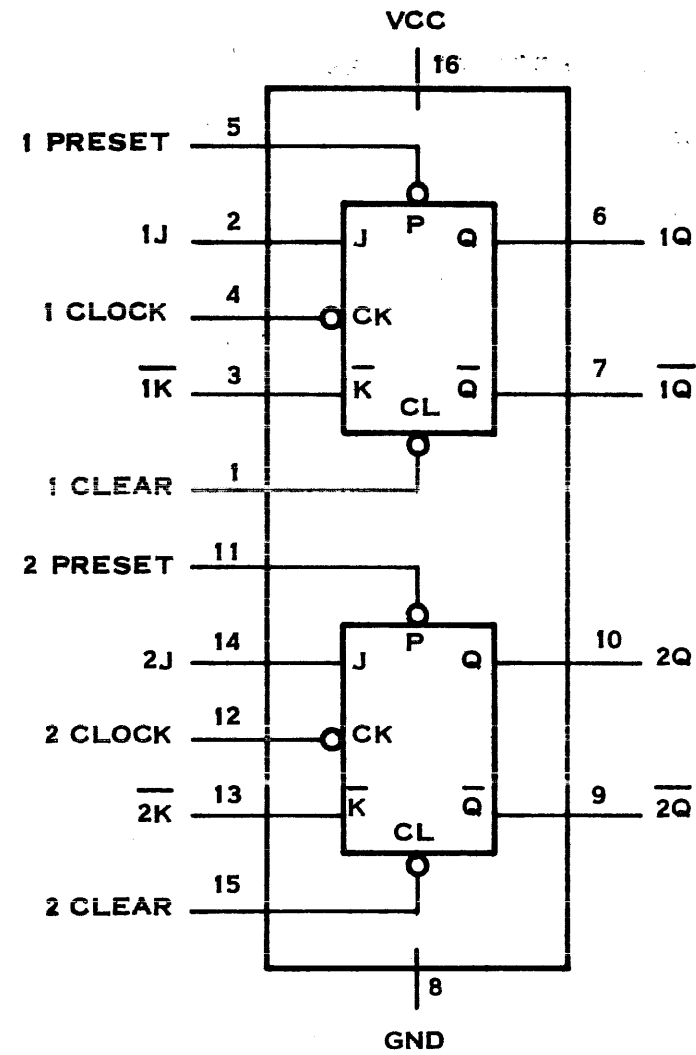 VCC
16
1 PRESET 5
1J 2 J P Q 6 1Q
1 CLOCK 4 CK
1K̅ 3 K̅ Q̅ 7 1Q̅
CL
1 CLEAR 1
2 PRESET 11
2J 14 J P Q 10 2Q
2 CLOCK 12 CK
2K̅ 13 K̅ Q̅ 9 2Q̅
CL
2 CLEAR 15
8
GND